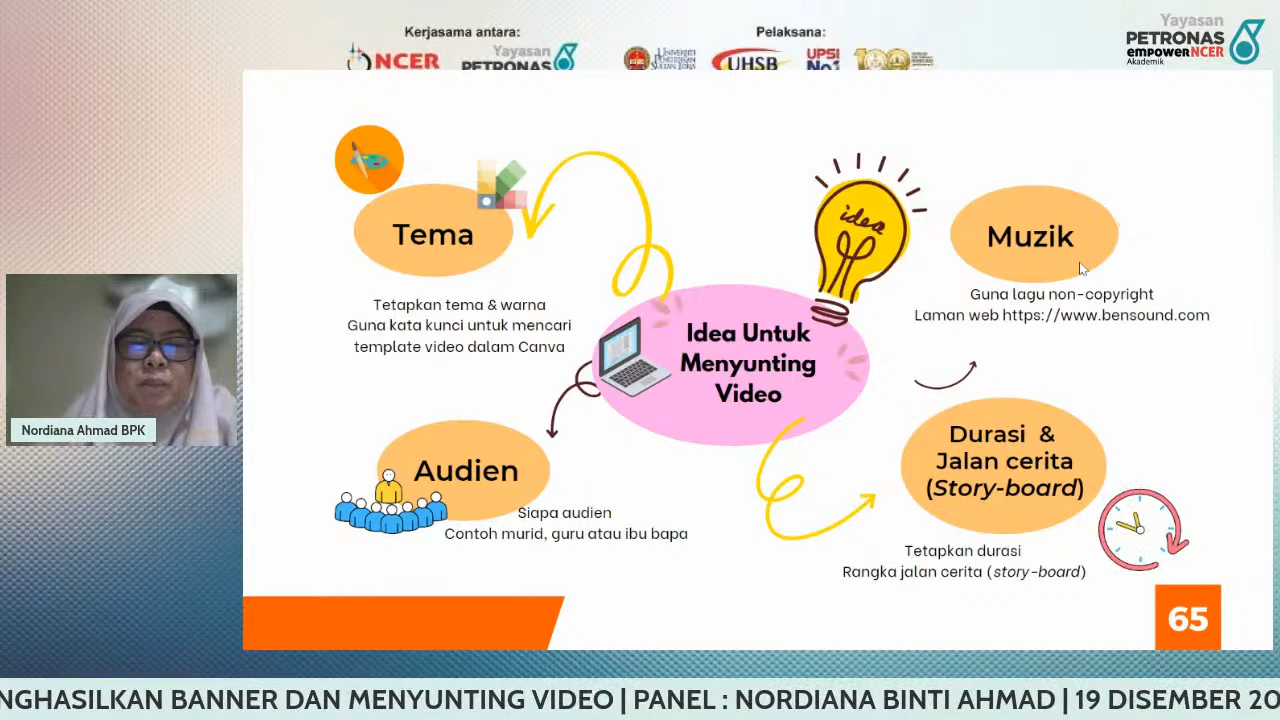 Kerjasama antara:
NCER
Yayasan
PETRONAS
Pelaksana:
UNIVERSITI
UHSB
UPSI
No1
100
Yayasan
PETRONAS
empowerNCER
Akademik
Tema
Tetapkan tema & warna
Guna kata kunci untuk mencari
template video dalam Canva
idea
Muzik
Guna lagu non-copyright
Laman web https://www.bensound.com
Idea Untuk
Menyunting
Video
Audien
Siapa audien
Contoh murid, guru atau ibu bapa
Durasi &
Jalan cerita
(Story-board)
Tetapkan durasi
Rangka jalan cerita (story-board)
65
Nordiana Ahmad BPK
NGHASILKAN BANNER DAN MENYUNTING VIDEO | PANEL : NORDIANA BINTI AHMAD | 19 DISEMBER 20